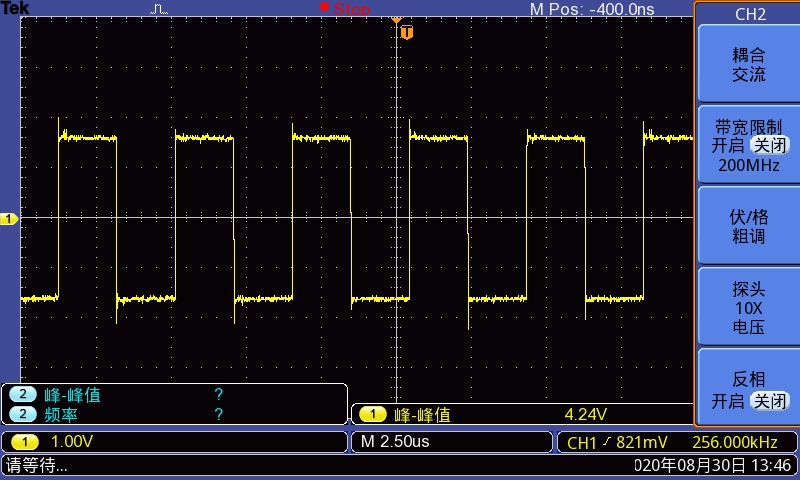 Tek Stop M Pos: -400.0ns CH2
T
耦合
交流
带宽限制
开启 关闭
200MHz
1
伏/格
粗调
探头
10X
电压
反相
开启 关闭
2 峰-峰值 ?
2 频率 ?
1 峰-峰值 4.24V
1 1.00V M 2.50us CH1 821mV 256.000kHz
请等待... 020年08月30日 13:46